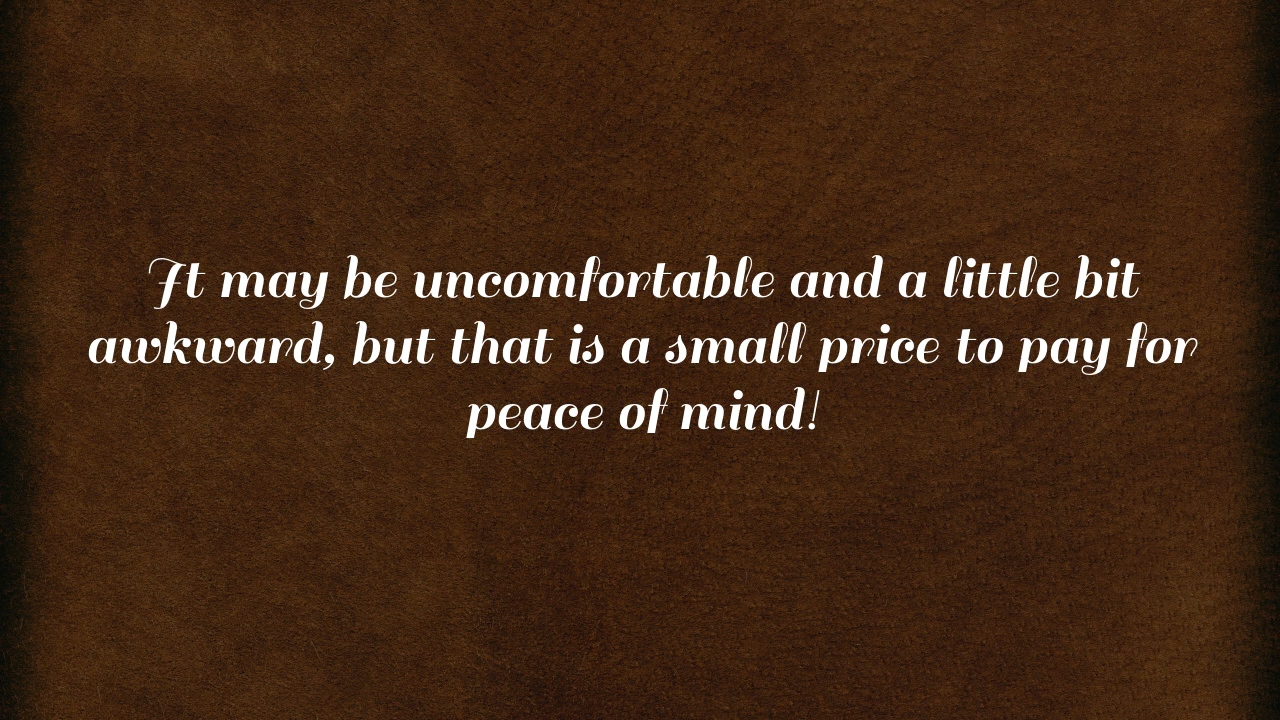 It may be uncomfortable and a little bit
awkward, but that is a small price to pay for
peace of mind!